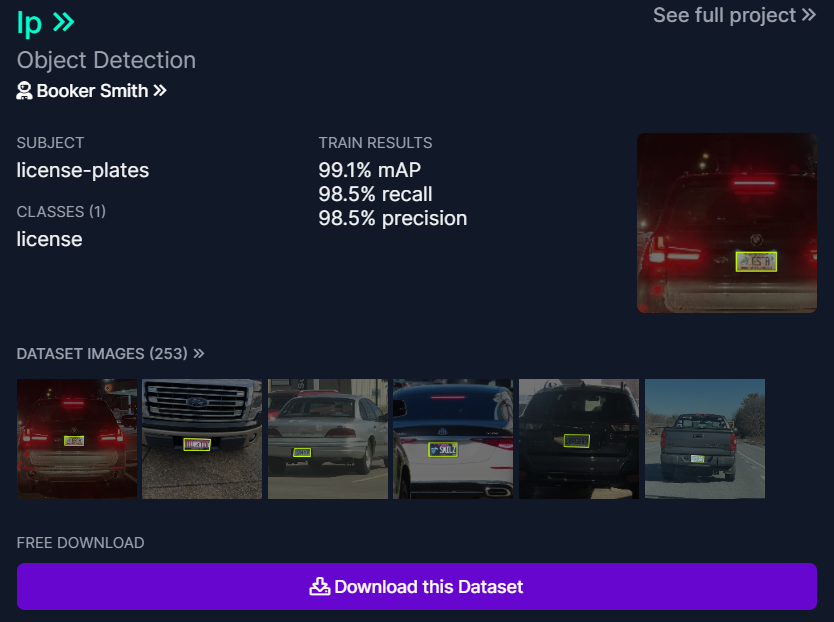 lp »
See full project »
Object Detection
Booker Smith »
SUBJECT
license-plates
CLASSES (1)
license
TRAIN RESULTS
99.1% mAP
98.5% recall
98.5% precision
DATASET IMAGES (253) »
SMILZ
FREE DOWNLOAD
Download this Dataset